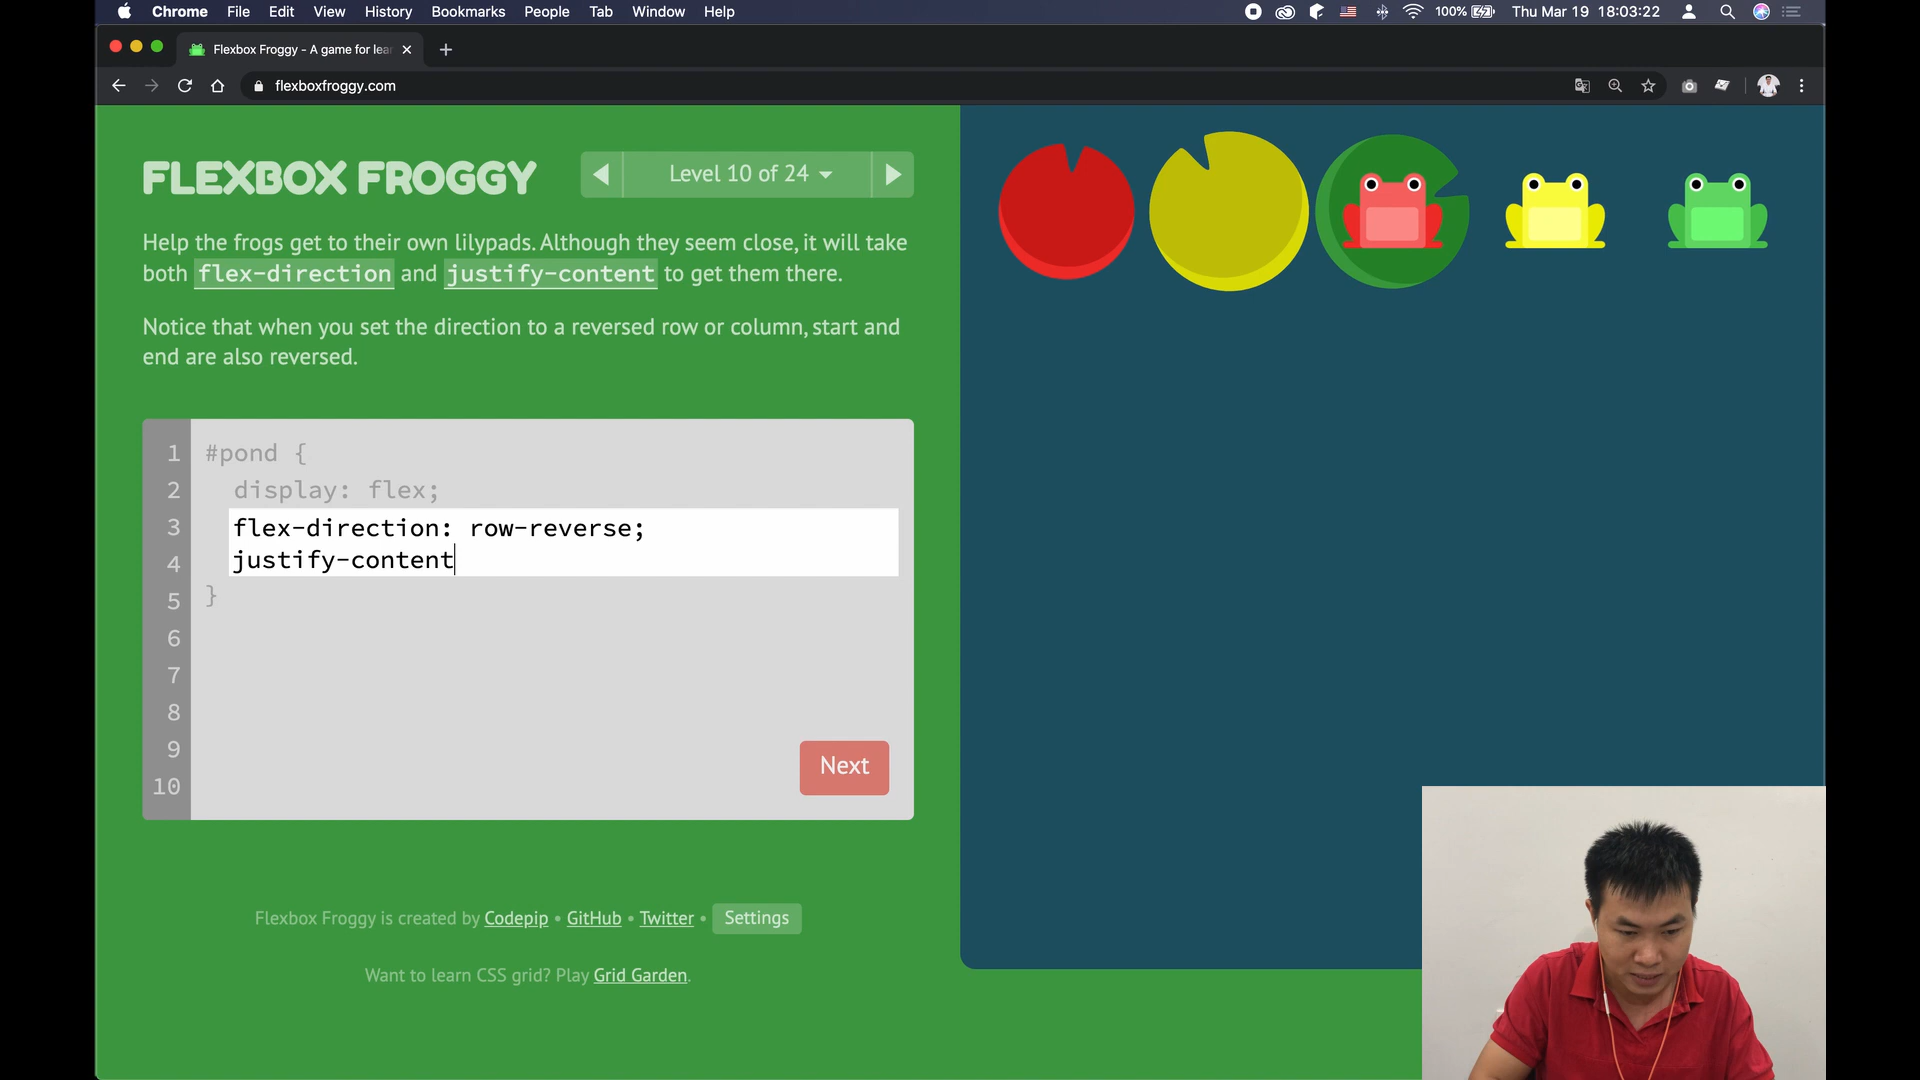 Chrome File Edit View History Bookmarks People Tab Window Help 100% Thu Mar 19 18:03:22
Flexbox Froggy - A game for lea
flexboxfroggy.com
FLEXBOX FROGGY
Level 10 of 24
Help the frogs get to their own lilypads. Although they seem close, it will take
both flex-direction and justify-content to get them there.
Notice that when you set the direction to a reversed row or column, start and
end are also reversed.
1 #pond {
2 display: flex;
3 flex-direction: row-reverse;
4 justify-content
5 }
6
7
8
9
10
Next
Flexbox Froggy is created by Codepip • GitHub • Twitter • Settings
Want to learn CSS grid? Play Grid Garden.